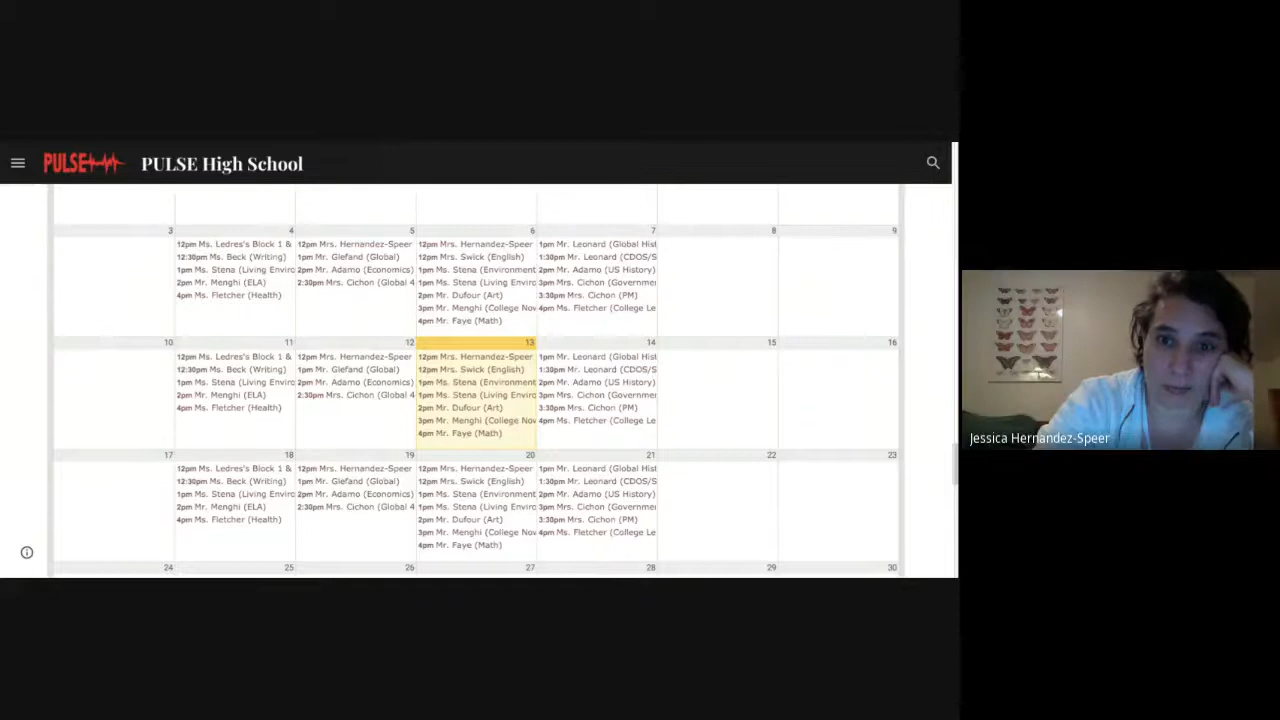 PULSE PULSE High School
3 4 5 6 7 8 9
12pm Ms. Ledres's Block 1 & 12pm Mrs. Hernandez-Speer 12pm Mrs. Hernandez-Speer 1pm Mr. Leonard (Global Hist
12:30pm Ms. Beck (Writing) 1pm Mr. Glefand (Global) 12pm Mrs. Swick (English) 1:30pm Mr. Leonard (CDOS/S
1pm Ms. Stena (Living Enviro 2pm Mr. Adamo (Economics) 1pm Ms. Stena (Environment 2pm Mr. Adamo (US History)
2pm Mr. Menghi (ELA) 2:30pm Mrs. Cichon (Global 4 1pm Ms. Stena (Living Enviro 3pm Mrs. Cichon (Governmer
4pm Ms. Fletcher (Health) 2pm Mr. Dufour (Art) 3:30pm Mrs. Cichon (PM)
3pm Mr. Menghi (College Nov 4pm Ms. Fletcher (College Le
4pm Mr. Faye (Math)
10 11 12 13 14 15 16
12pm Ms. Ledres's Block 1 & 12pm Mrs. Hernandez-Speer 12pm Mrs. Hernandez-Speer 1pm Mr. Leonard (Global Hist
12:30pm Ms. Beck (Writing) 1pm Mr. Glefand (Global) 12pm Mrs. Swick (English) 1:30pm Mr. Leonard (CDOS/S
1pm Ms. Stena (Living Enviro 2pm Mr. Adamo (Economics) 1pm Ms. Stena (Environment 2pm Mr. Adamo (US History)
2pm Mr. Menghi (ELA) 2:30pm Mrs. Cichon (Global 4 1pm Ms. Stena (Living Enviro 3pm Mrs. Cichon (Governmer
4pm Ms. Fletcher (Health) 2pm Mr. Dufour (Art) 3:30pm Mrs. Cichon (PM)
3pm Mr. Menghi (College Nov 4pm Ms. Fletcher (College Le
4pm Mr. Faye (Math)
17 18 19 20 21 22 23
12pm Ms. Ledres's Block 1 & 12pm Mrs. Hernandez-Speer 12pm Mrs. Hernandez-Speer 1pm Mr. Leonard (Global Hist
12:30pm Ms. Beck (Writing) 1pm Mr. Glefand (Global) 12pm Mrs. Swick (English) 1:30pm Mr. Leonard (CDOS/S
1pm Ms. Stena (Living Enviro 2pm Mr. Adamo (Economics) 1pm Ms. Stena (Environment 2pm Mr. Adamo (US History)
2pm Mr. Menghi (ELA) 2:30pm Mrs. Cichon (Global 4 1pm Ms. Stena (Living Enviro 3pm Mrs. Cichon (Governmer
4pm Ms. Fletcher (Health) 2pm Mr. Dufour (Art) 3:30pm Mrs. Cichon (PM)
3pm Mr. Menghi (College Nov 4pm Ms. Fletcher (College Le
4pm Mr. Faye (Math)
24 25 26 27 28 29 30
Jessica Hernandez-Speer